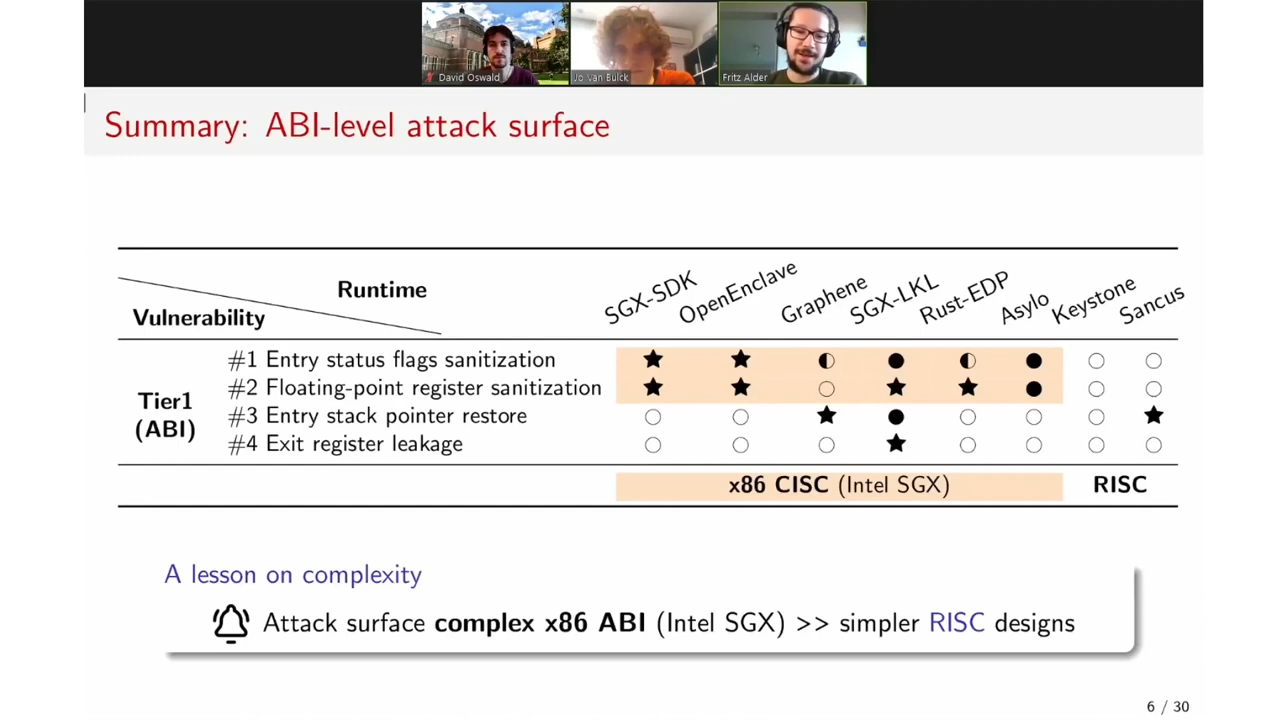 David Oswald
Jo Van Bulck
Fritz Alder
Summary: ABI-level attack surface
Runtime
Vulnerability
SGX-SDK
OpenEnclave
Graphene
SGX-LKL
Rust-EDP
Asylo
Keystone
Sancus
Tier1
(ABI)
#1 Entry status flags sanitization
#2 Floating-point register sanitization
#3 Entry stack pointer restore
#4 Exit register leakage
x86 CISC (Intel SGX)
RISC
A lesson on complexity
Attack surface complex x86 ABI (Intel SGX) >> simpler RISC designs
6 / 30